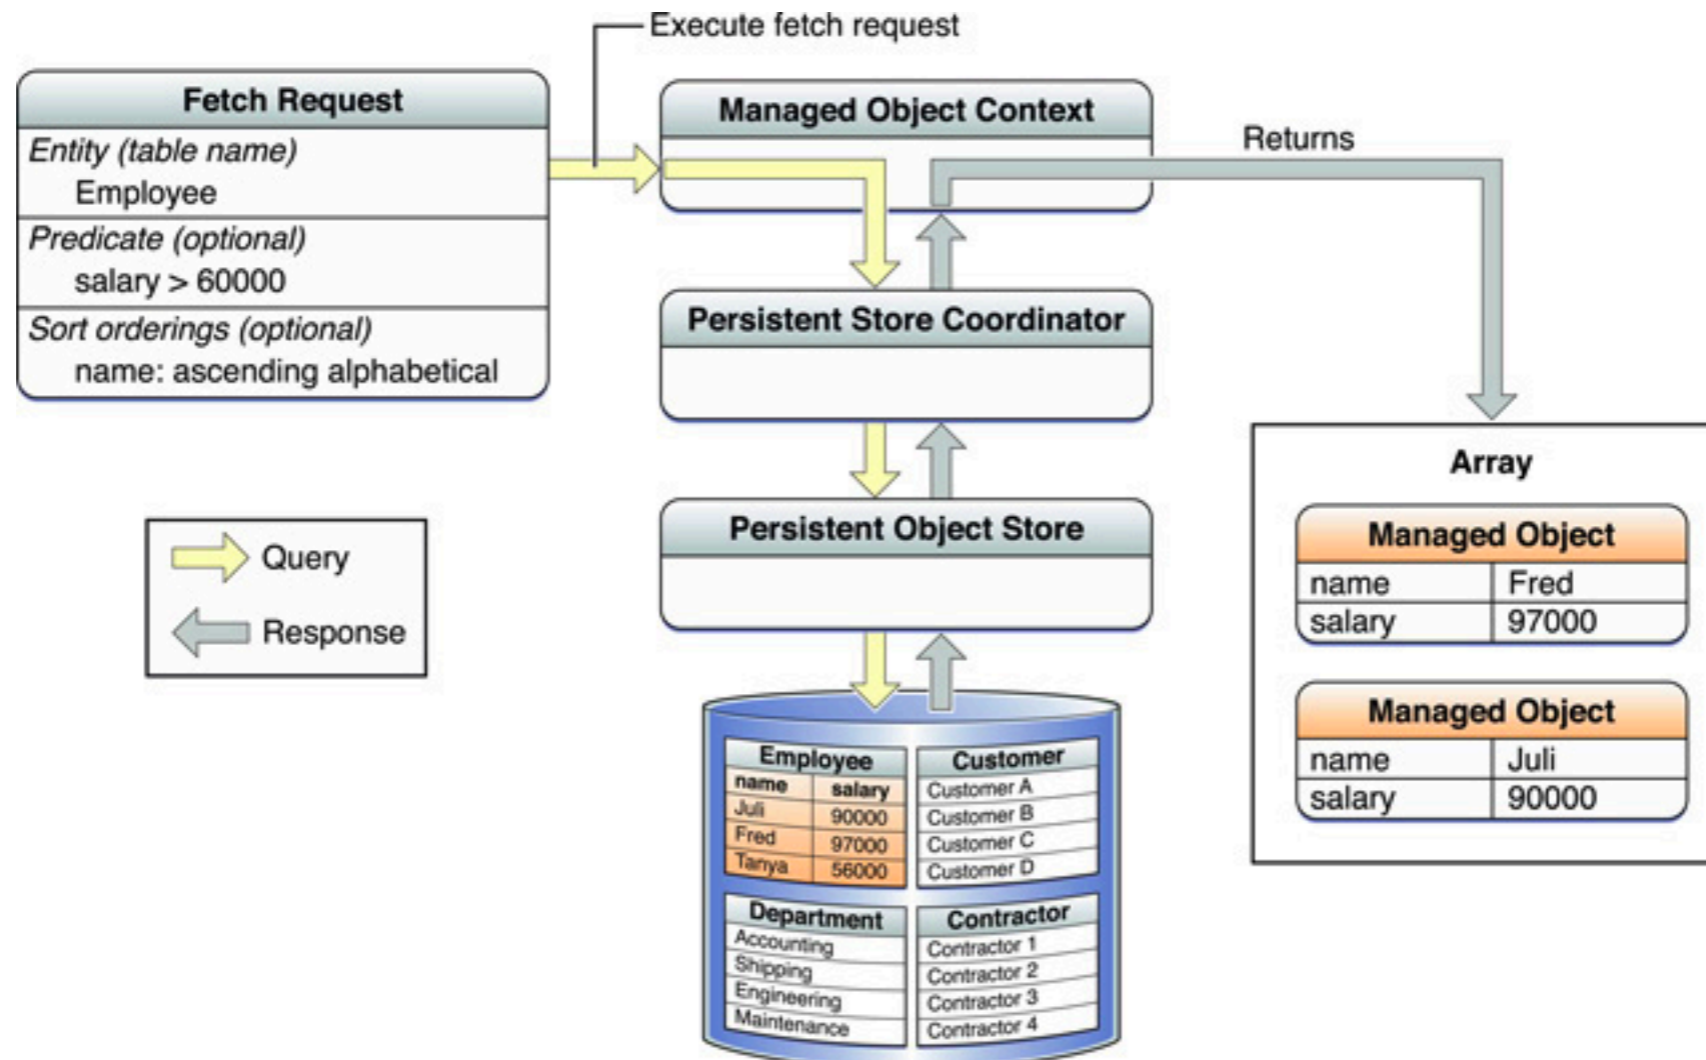 Execute fetch request
Fetch Request
Entity (table name)
Employee
Predicate (optional)
salary > 60000
Sort orderings (optional)
name: ascending alphabetical
Managed Object Context
Returns
Persistent Store Coordinator
Persistent Object Store
Query
Response
Array
Managed Object
name Fred
salary 97000
Managed Object
name Juli
salary 90000
Employee
name salary
Juli 90000
Fred 97000
Tanya 56000
Customer
Customer A
Customer B
Customer C
Customer D
Department
Accounting
Shipping
Engineering
Maintenance
Contractor
Contractor 1
Contractor 2
Contractor 3
Contractor 4